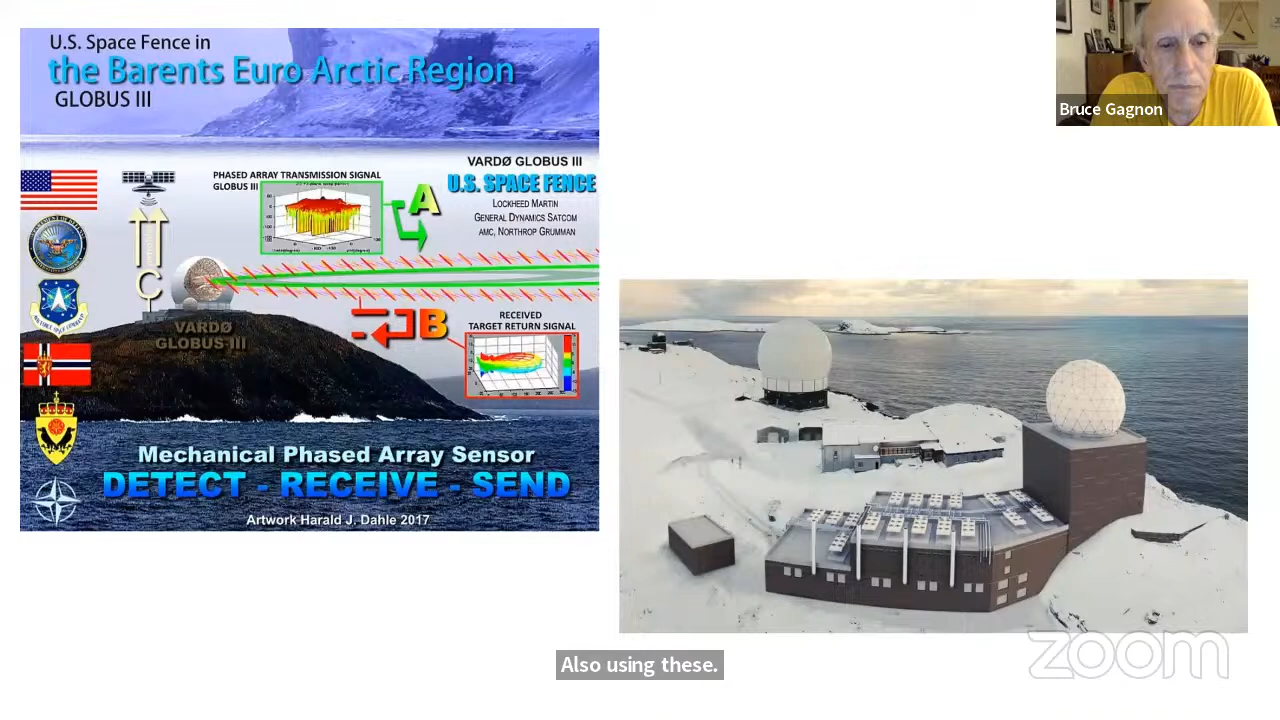 U.S. Space Fence in
the Barents Euro Arctic Region
GLOBUS III
VARDØ GLOBUS III
U.S. SPACE FENCE
LOCKHEED MARTIN
GENERAL DYNAMICS SATCOM
AMC, NORTHROP GRUMMAN
PHASED ARRAY TRANSMISSION SIGNAL
GLOBUS III
A
C
VARDØ
GLOBUS III
B
RECEIVED
TARGET RETURN SIGNAL
Mechanical Phased Array Sensor
DETECT - RECEIVE - SEND
Artwork Harald J. Dahle 2017
Bruce Gagnon
Also using these.
zoom